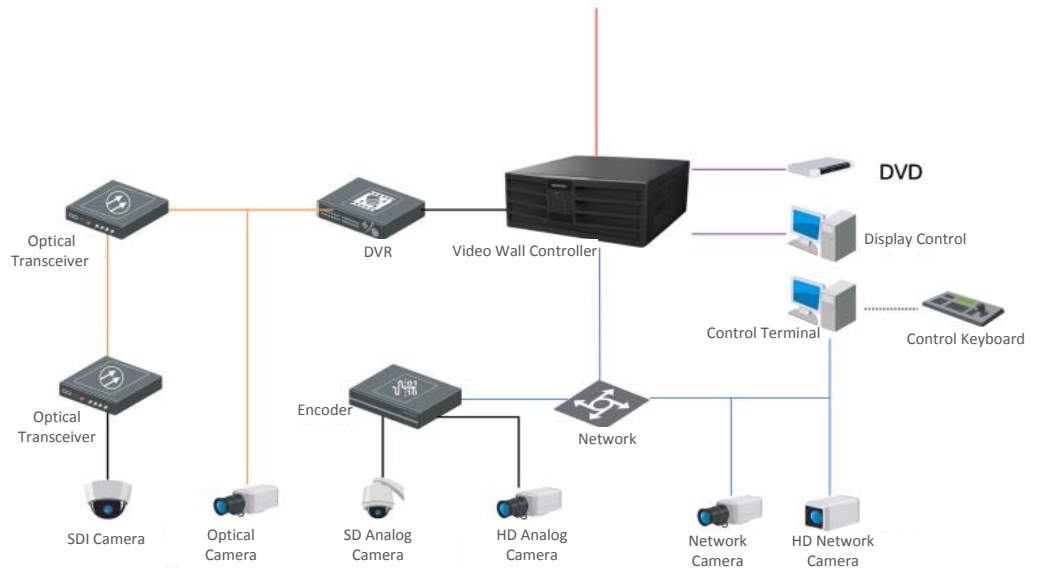 DVD
Optical
Transceiver
DVR
Video Wall Controller
Display Control
Control Terminal
Control Keyboard
Optical
Transceiver
Encoder
Network
SDI Camera
Optical
Camera
SD Analog
Camera
HD Analog
Camera
Network
Camera
HD Network
Camera